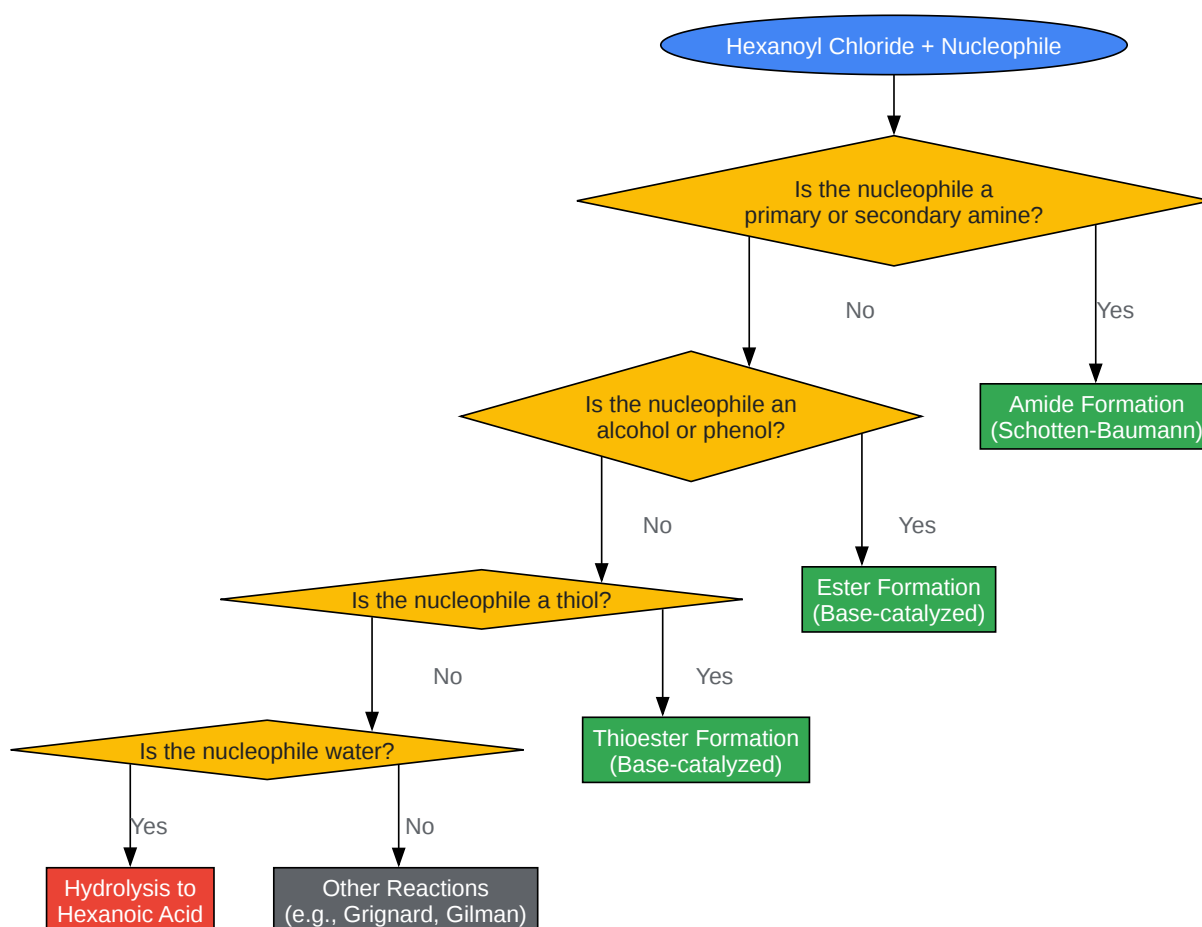 Hexanoyl Chloride + Nucleophile
Is the nucleophile a
primary or secondary amine?
No
Yes
Is the nucleophile an
alcohol or phenol?
Amide Formation
(Schotten-Baumann)
No
Yes
Is the nucleophile a thiol?
Ester Formation
(Base-catalyzed)
No
Yes
Is the nucleophile water?
Thioester Formation
(Base-catalyzed)
Yes
No
Hydrolysis to
Hexanoic Acid
Other Reactions
(e.g., Grignard, Gilman)